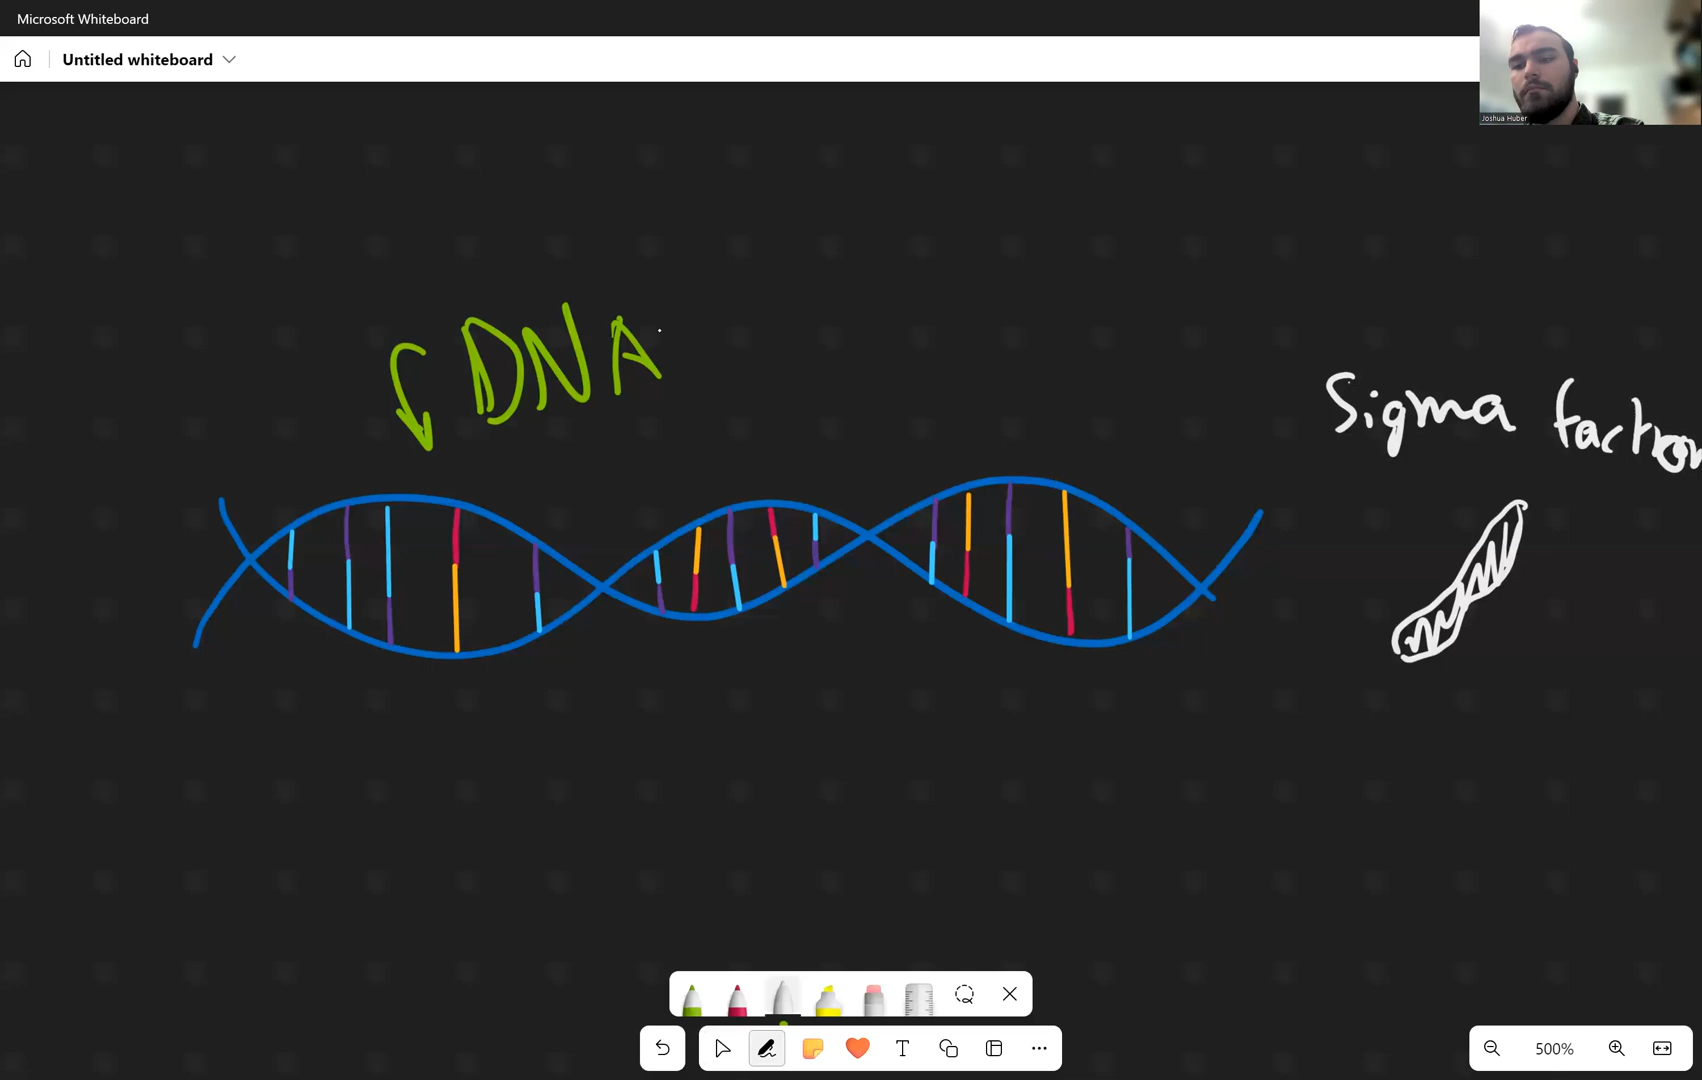 Microsoft Whiteboard
Untitled whiteboard
Joshua Huber
DNA
Sigma factor
500%